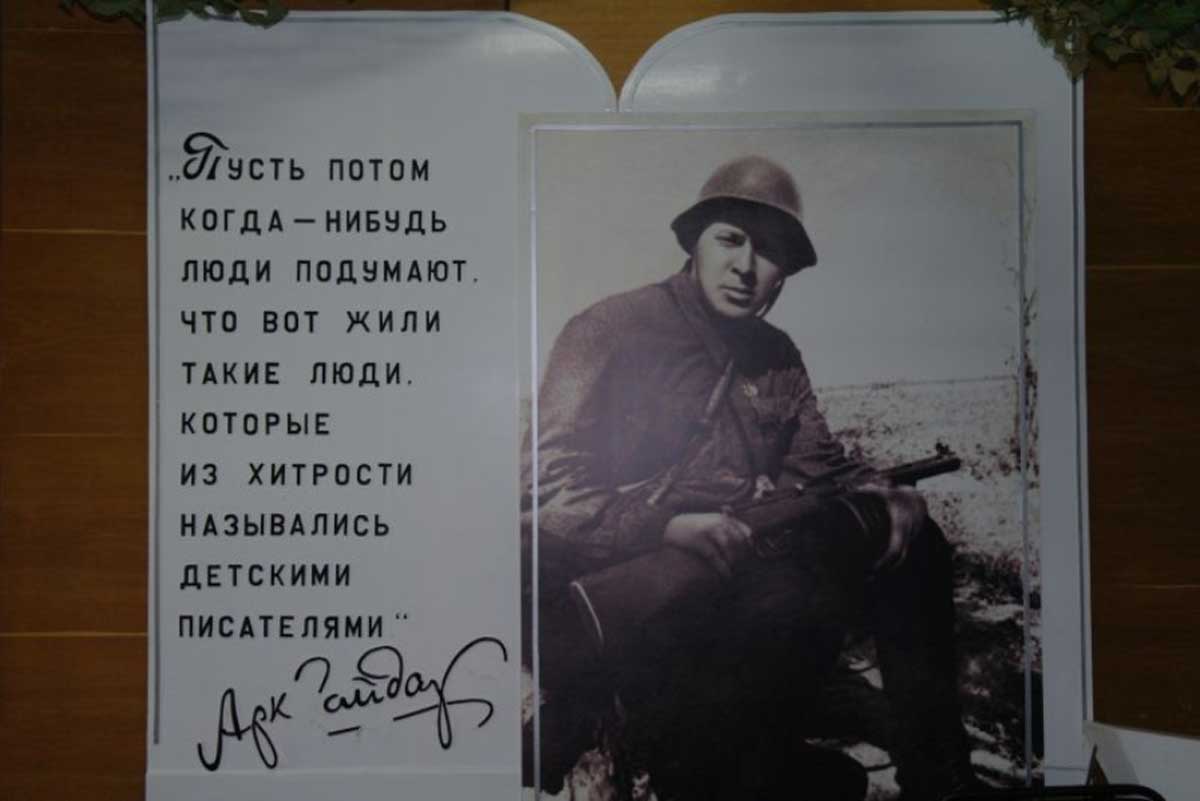 „Пусть потом
когда—нибудь
люди подумают.
что вот жили
такие люди.
которые
из хитрости
назывались
детскими
писателями“
Арк Гайдар